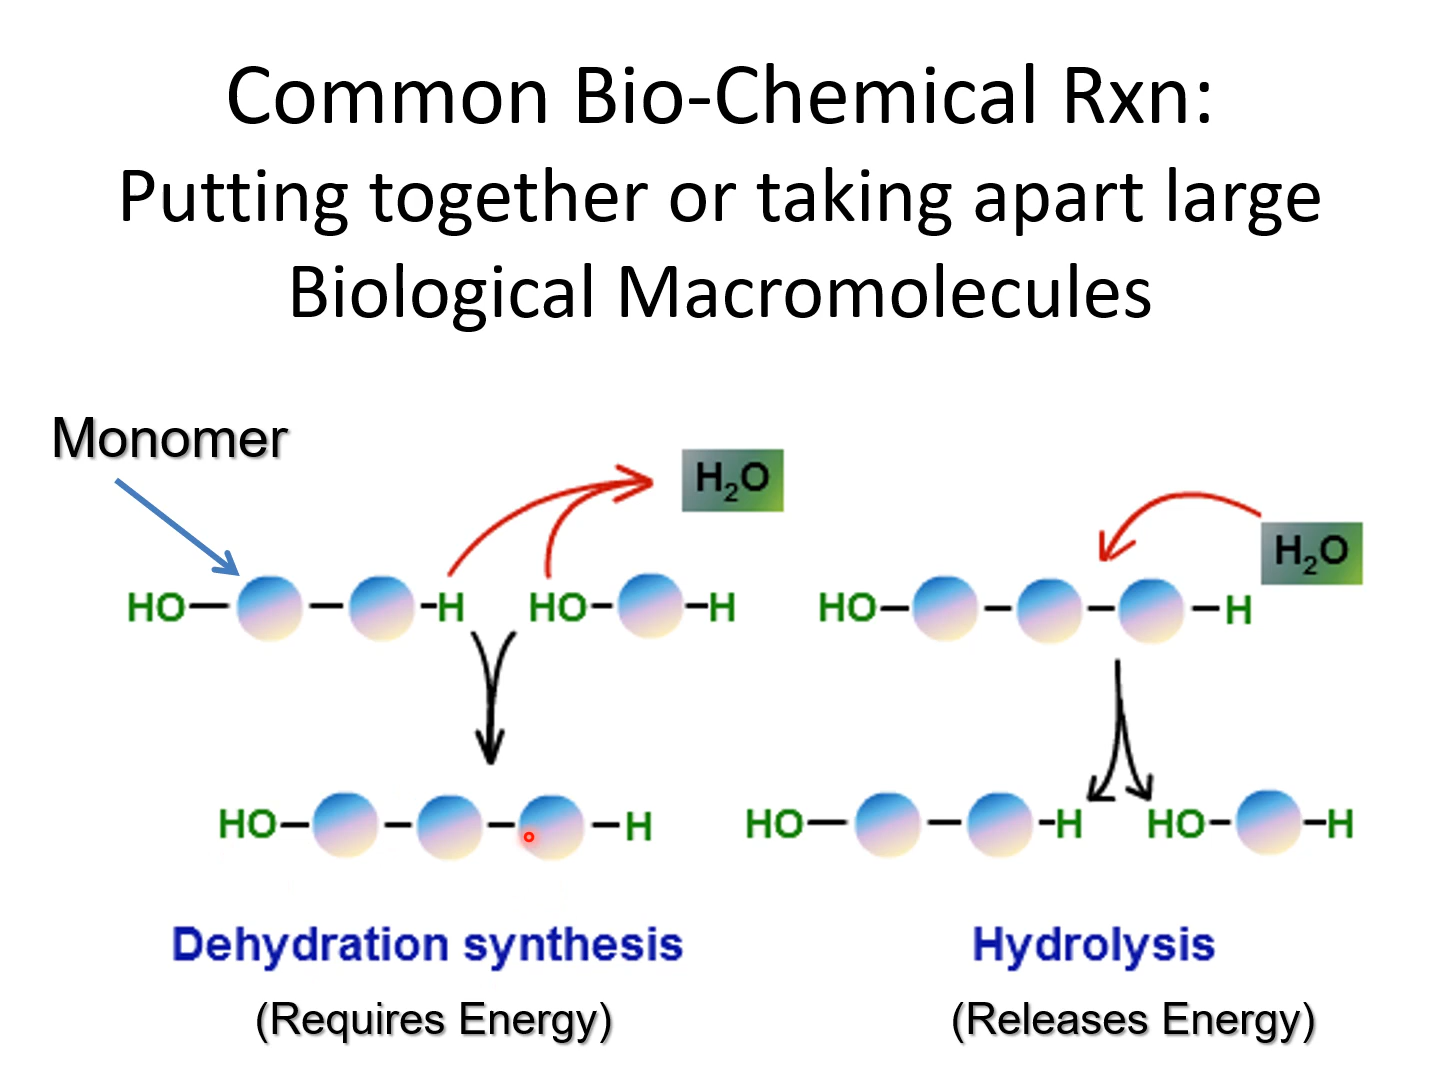 Common Bio-Chemical Rxn:
Putting together or taking apart large
Biological Macromolecules
Monomer
H₂O
HO H HO H
HO H
Dehydration synthesis
(Requires Energy)
H₂O
HO H
HO H HO H
Hydrolysis
(Releases Energy)